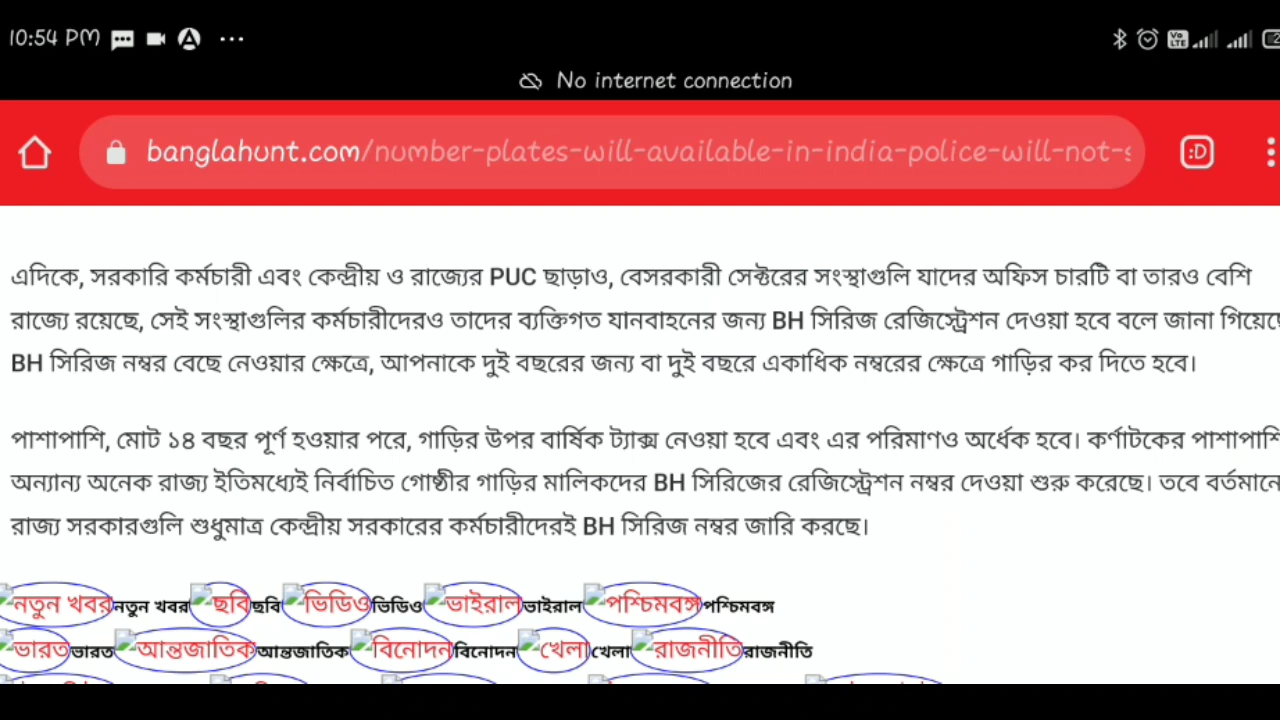 10:54 PM
No internet connection
banglahunt.com/number-plates-will-available-in-india-police-will-not-s
এদিকে, সরকারি কর্মচারী এবং কেন্দ্রীয় ও রাজ্যের PUC ছাড়াও, বেসরকারী সেক্টরের সংস্থাগুলি যাদের অফিস চারটি বা তারও বেশি
রাজ্যে রয়েছে, সেই সংস্থাগুলির কর্মচারীদেরও তাদের ব্যক্তিগত যানবাহনের জন্য BH সিরিজ রেজিস্ট্রেশন দেওয়া হবে বলে জানা গিয়েছে
BH সিরিজ নম্বর বেছে নেওয়ার ক্ষেত্রে, আপনাকে দুই বছরের জন্য বা দুই বছরে একাধিক নম্বরের ক্ষেত্রে গাড়ির কর দিতে হবে।
পাশাপাশি, মোট ১৪ বছর পূর্ণ হওয়ার পরে, গাড়ির উপর বার্ষিক ট্যাক্স নেওয়া হবে এবং এর পরিমাণও অর্ধেক হবে। কর্ণাটকের পাশাপাশি
অন্যান্য অনেক রাজ্য ইতিমধ্যেই নির্বাচিত গোষ্ঠীর গাড়ির মালিকদের BH সিরিজের রেজিস্ট্রেশন নম্বর দেওয়া শুরু করেছে। তবে বর্তমানে
রাজ্য সরকারগুলি শুধুমাত্র কেন্দ্রীয় সরকারের কর্মচারীদেরই BH সিরিজ নম্বর জারি করছে।
নতুন খবর নতুন খবর ছবি ছবি ভিডিও ভিডিও ভাইরাল ভাইরাল পশ্চিমবঙ্গ পশ্চিমবঙ্গ
ভারত ভারত আন্তজাতিক আন্তজাতিক বিনোদন বিনোদন খেলা খেলা রাজনীতি রাজনীতি